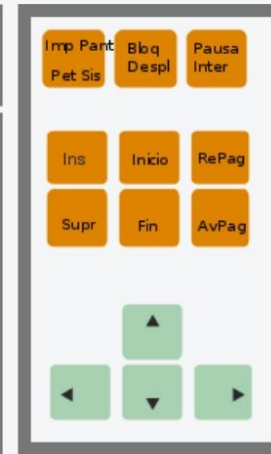 Imp Pant
Pet Sis
Bloq
Despl
Pausa
Inter
Ins
Inicio
RePag
Supr
Fin
AvPag